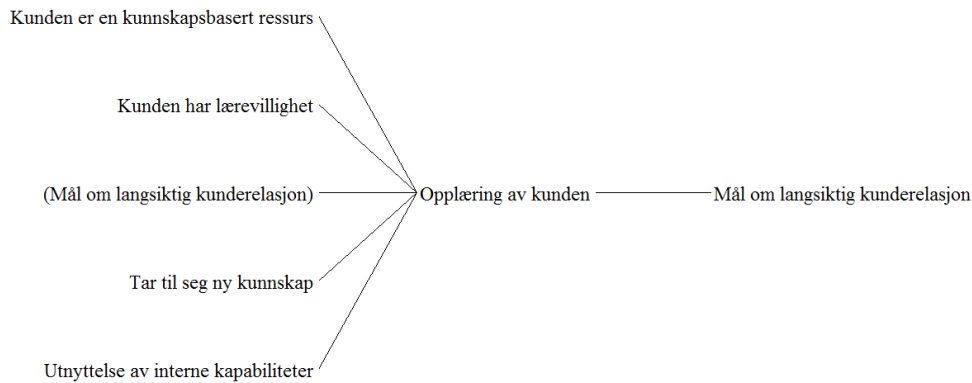 Kunden er en kunnskapsbasert ressurs
Kunden har lærevillighet
(Mål om langsiktig kunderelasjon)
Opplæring av kunden
Mål om langsiktig kunderelasjon
Tar til seg ny kunnskap
Utnyttelse av interne kapabiliteter